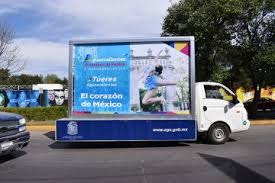 Aguascalientes
Tú eres
Aguascalientes
El corazón
de México
www.ags.gob.mx